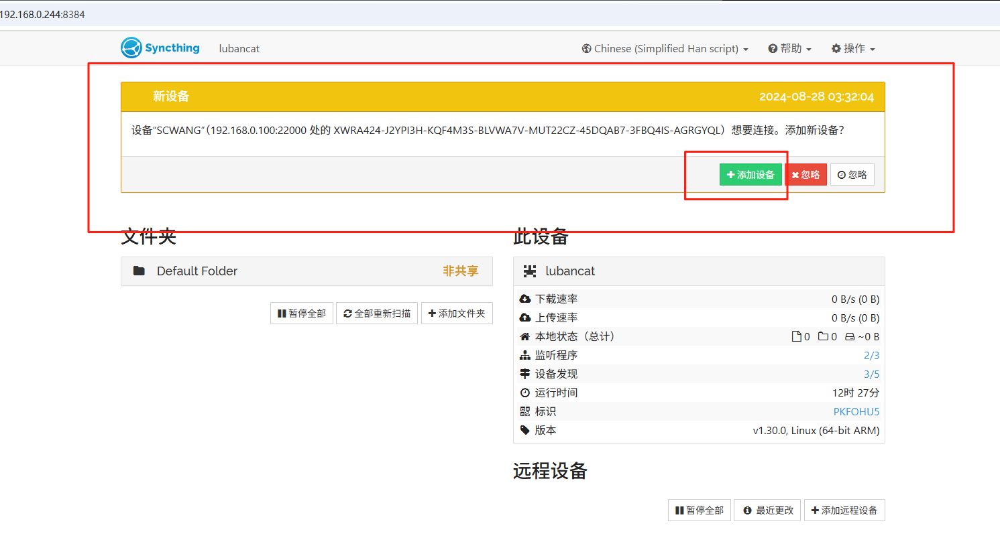 192.168.0.244:8384
Syncthing lubancat Chinese (Simplified Han script) 帮助 操作
新设备 2024-08-28 03:32:04
设备“SCWANG”（192.168.0.100:22000 处的 XWRA424-J2YPI3H-KQF4M3S-BLVWA7V-MUT22CZ-45DQAB7-3FBQ4IS-AGRGYQL）想要连接。添加新设备？
添加设备 忽略 忽略
文件夹
Default Folder 非共享
暂停全部 全部重新扫描 添加文件夹
此设备
lubancat
下载速率 0 B/s (0 B)
上传速率 0 B/s (0 B)
本地状态（总计） 0 0 ~0 B
监听程序 2/3
设备发现 3/5
运行时间 12时 27分
标识 PKFOHU5
版本 v1.30.0, Linux (64-bit ARM)
远程设备
暂停全部 最近更改 添加远程设备